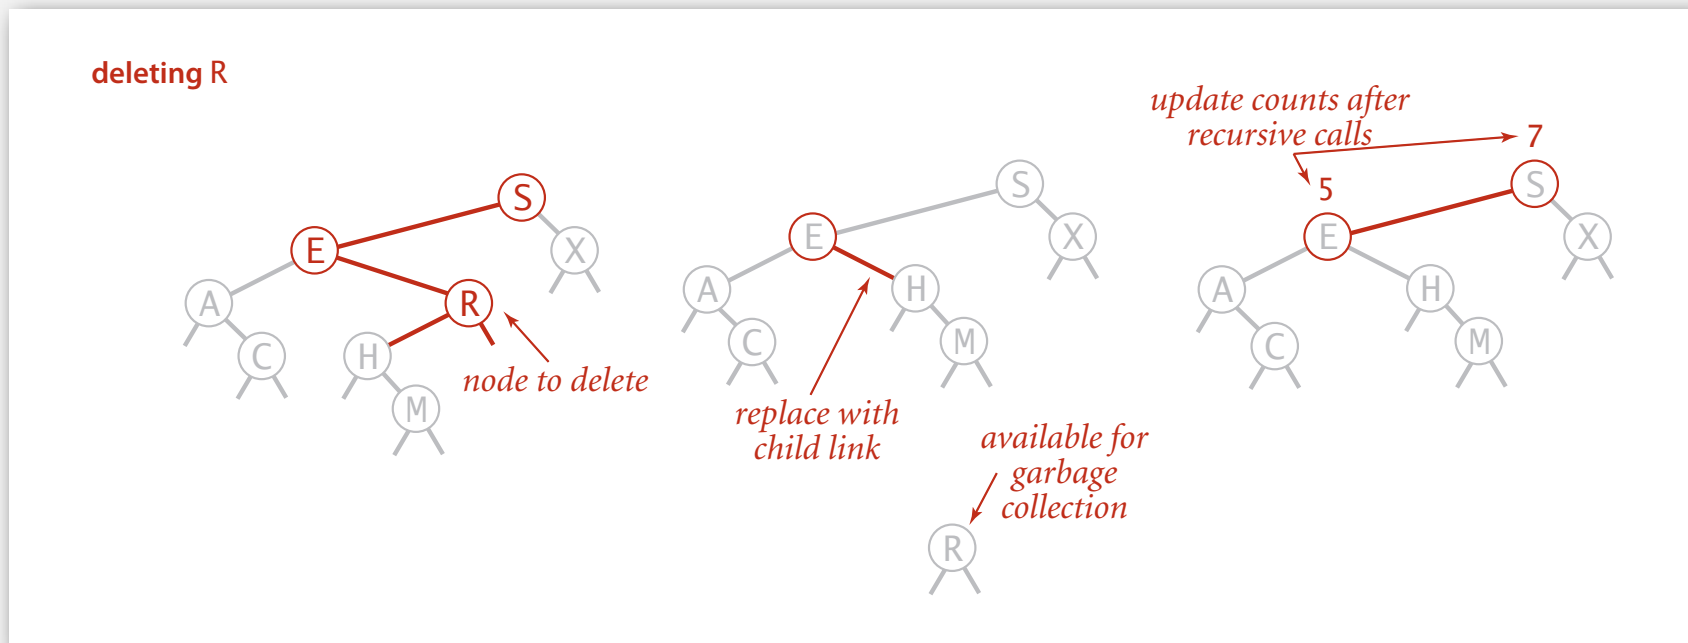 deleting R
S
E
X
A
R
C
H
M
node to delete
S
E
X
A
H
C
M
replace with
child link
available for
garbage
collection
R
update counts after
recursive calls
7
5
S
E
X
A
H
C
M